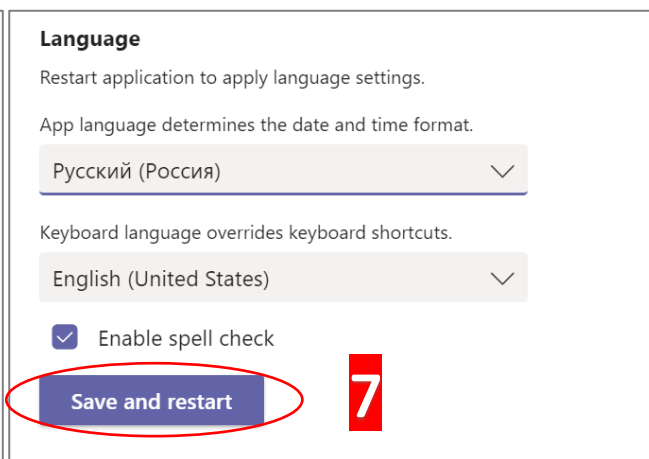 Language
Restart application to apply language settings.
App language determines the date and time format.
Русский (Россия)
Keyboard language overrides keyboard shortcuts.
English (United States)
Enable spell check
Save and restart
7